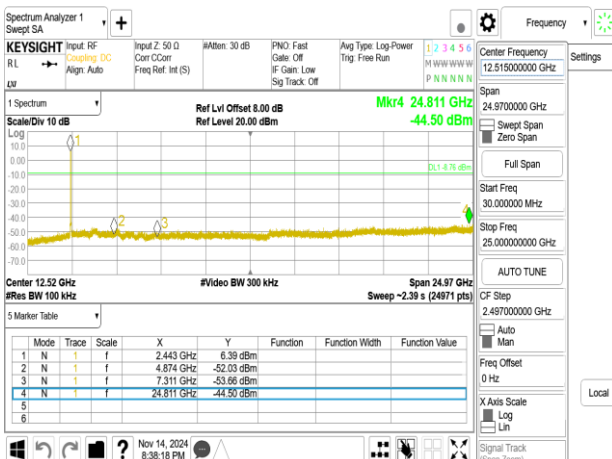 Spectrum Analyzer 1
Swept SA
Frequency
KEYSIGHT
RL
LXI
Input: RF
Coupling: DC
Align: Auto
Input Z: 50 Ω
Corr CCorr
Freq Ref: Int (S)
#Atten: 30 dB
PNO: Fast
Gate: Off
IF Gain: Low
Sig Track: Off
Avg Type: Log-Power
Trig: Free Run
1 2 3 4 5 6
M W W W W W
P N N N N N
1 Spectrum
Scale/Div 10 dB
Ref Lvl Offset 8.00 dB
Ref Level 20.00 dBm
Mkr4 24.811 GHz
-44.50 dBm
Log
10.0
0.00
-10.0
-20.0
-30.0
-40.0
-50.0
-60.0
-70.0
1
2
3
4
DL1 -8.76 dBm
Center 12.52 GHz
#Res BW 100 kHz
#Video BW 300 kHz
Span 24.97 GHz
Sweep ~2.39 s (24971 pts)
5 Marker Table
Mode Trace Scale X Y Function Function Width Function Value
1 N 1 f 2.443 GHz 6.39 dBm
2 N 1 f 4.874 GHz -52.03 dBm
3 N 1 f 7.311 GHz -53.66 dBm
4 N 1 f 24.811 GHz -44.50 dBm
5
6
Nov 14, 2024
8:38:18 PM
Center Frequency
12.515000000 GHz
Span
24.9700000 GHz
Swept Span
Zero Span
Full Span
Start Freq
30.000000 MHz
Stop Freq
25.000000000 GHz
AUTO TUNE
CF Step
2.497000000 GHz
Auto
Man
Freq Offset
0 Hz
X Axis Scale
Log
Lin
Signal Track
Settings
Local